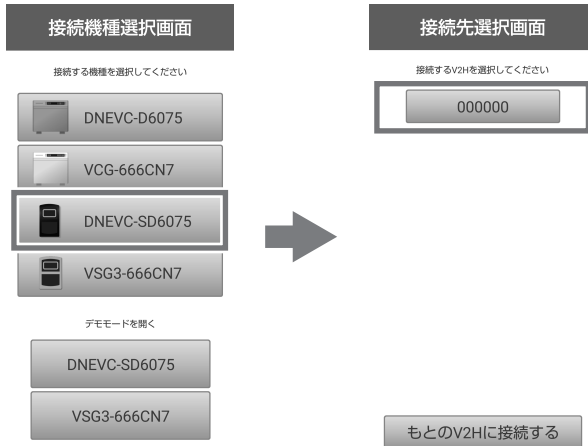 接続機種選択画面
接続する機種を選択してください
DNEVC-D6075
VCG-666CN7
DNEVC-SD6075
VSG3-666CN7
デモモードを開く
DNEVC-SD6075
VSG3-666CN7
接続先選択画面
接続するV2Hを選択してください
000000
もとのV2Hに接続する